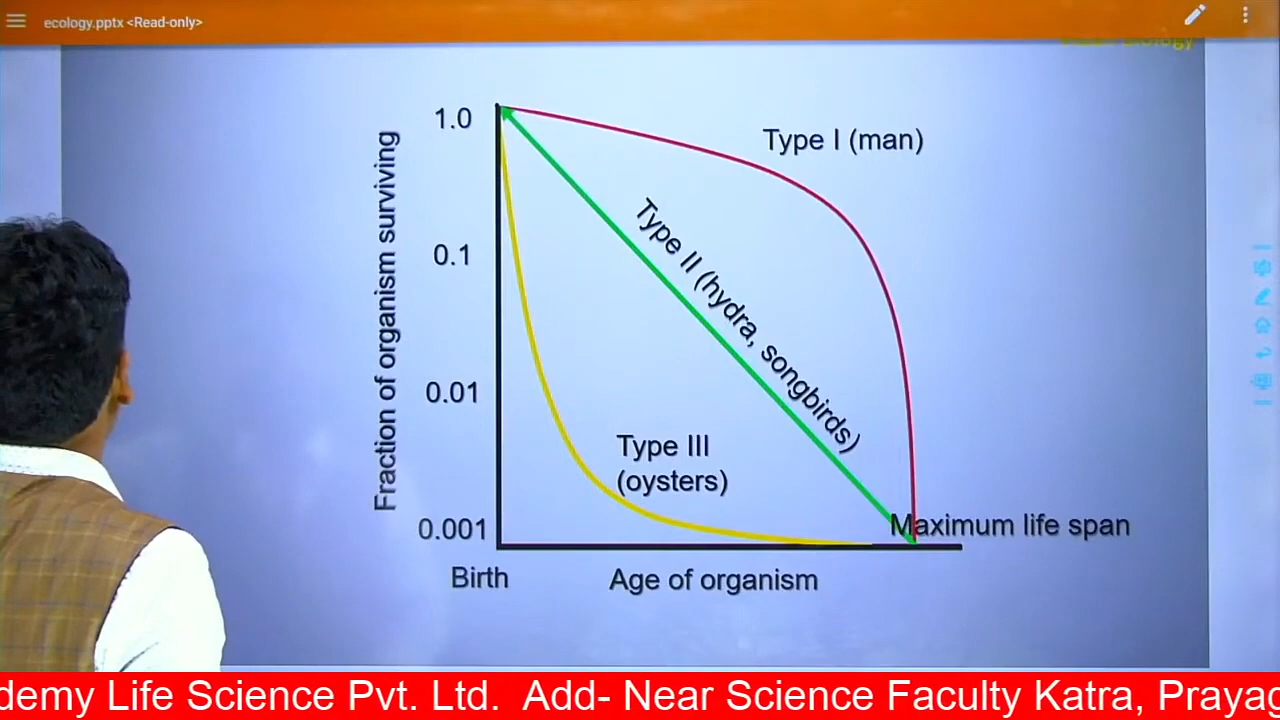 ecology.pptx <Read-only>
1.0
Type I (man)
Fraction of organism surviving
Type II (hydra, songbirds)
0.1
0.01
Type III
(oysters)
0.001
Maximum life span
Birth
Age of organism
demy Life Science Pvt. Ltd. Add- Near Science Faculty Katra, Prayag